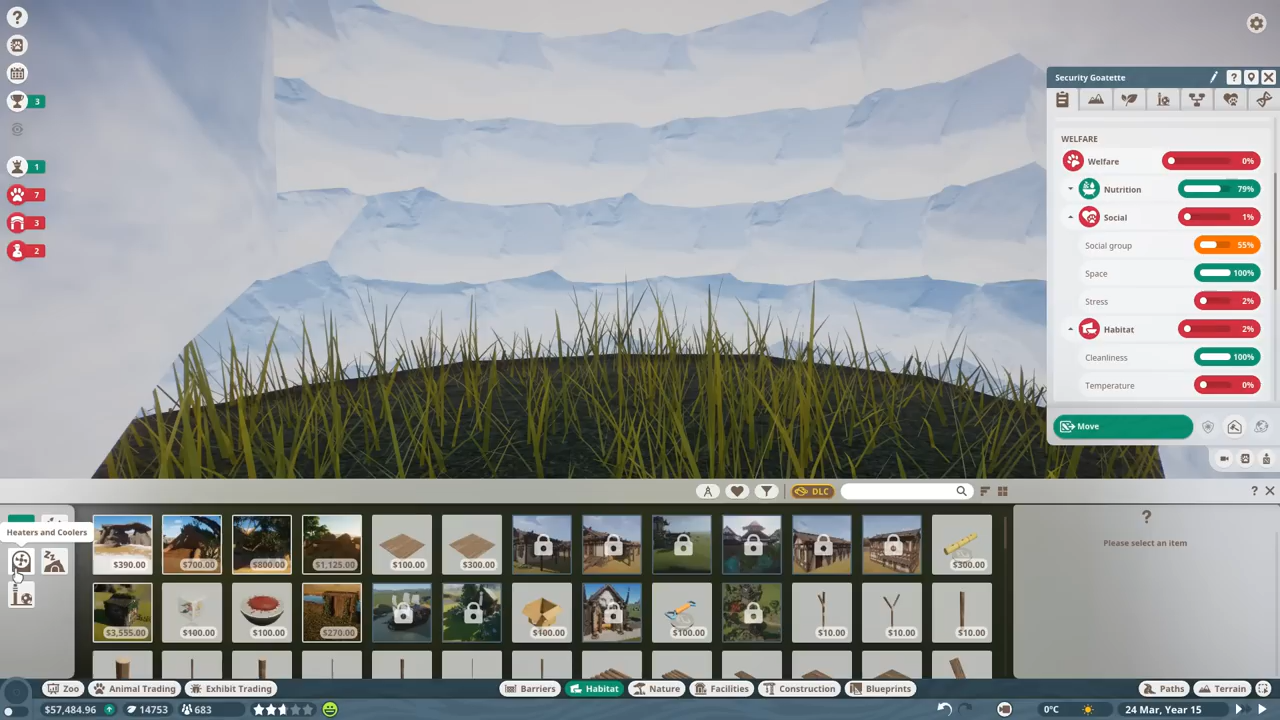 ?
3
1
7
3
2
Security Goatette
?
WELFARE
Welfare 0%
Nutrition 79%
Social 1%
Social group 55%
Space 100%
Stress 2%
Habitat 2%
Cleanliness 100%
Temperature 0%
Move
DLC
?
Heaters and Coolers
$390.00 $700.00 $800.00 $1,125.00 $100.00 $300.00 $300.00
$3,555.00 $100.00 $100.00 $270.00 $100.00 $100.00 $10.00 $10.00 $10.00
?
Please select an item
Zoo Animal Trading Exhibit Trading Barriers Habitat Nature Facilities Construction Blueprints Paths Terrain
$57,484.96 14753 683 0°C 24 Mar, Year 15